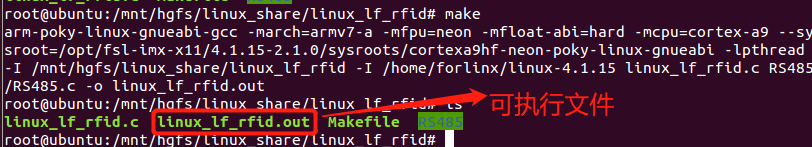 root@ubuntu:/mnt/hgfs/linux_share/linux_lf_rfid# make
arm-poky-linux-gnueabi-gcc -march=armv7-a -mfpu=neon -mfloat-abi=hard -mcpu=cortex-a9 --sy
sroot=/opt/fsl-imx-x11/4.1.15-2.1.0/sysroots/cortexa9hf-neon-poky-linux-gnueabi -lpthread
-I /mnt/hgfs/linux_share/linux_lf_rfid -I /home/forlinx/linux-4.1.15 linux_lf_rfid.c RS485
/RS485.c -o linux_lf_rfid.out
root@ubuntu:/mnt/hgfs/linux_share/linux_lf_rfid# ls 可执行文件
linux_lf_rfid.c linux_lf_rfid.out Makefile RS485
root@ubuntu:/mnt/hgfs/linux_share/linux_lf_rfid#